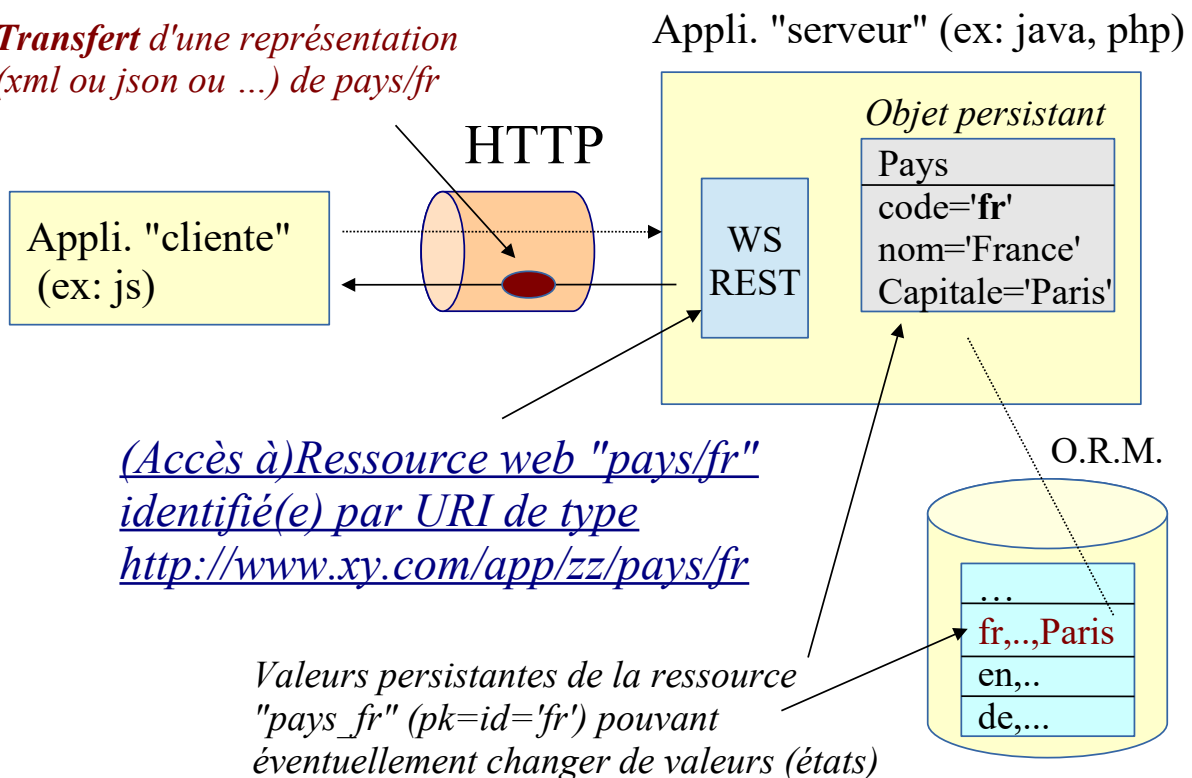 Transfert d'une représentation
(xml ou json ou …) de pays/fr
Appli. "serveur" (ex: java, php)
HTTP
Objet persistant
Pays
code='fr'
nom='France'
Capitale='Paris'
Appli. "cliente"
(ex: js)
WS
REST
(Accès à)Ressource web "pays/fr"
identifié(e) par URI de type
http://www.xy.com/app/zz/pays/fr
O.R.M.
…
fr,..,Paris
en,..
de,...
Valeurs persistantes de la ressource
"pays_fr" (pk=id='fr') pouvant
éventuellement changer de valeurs (états)